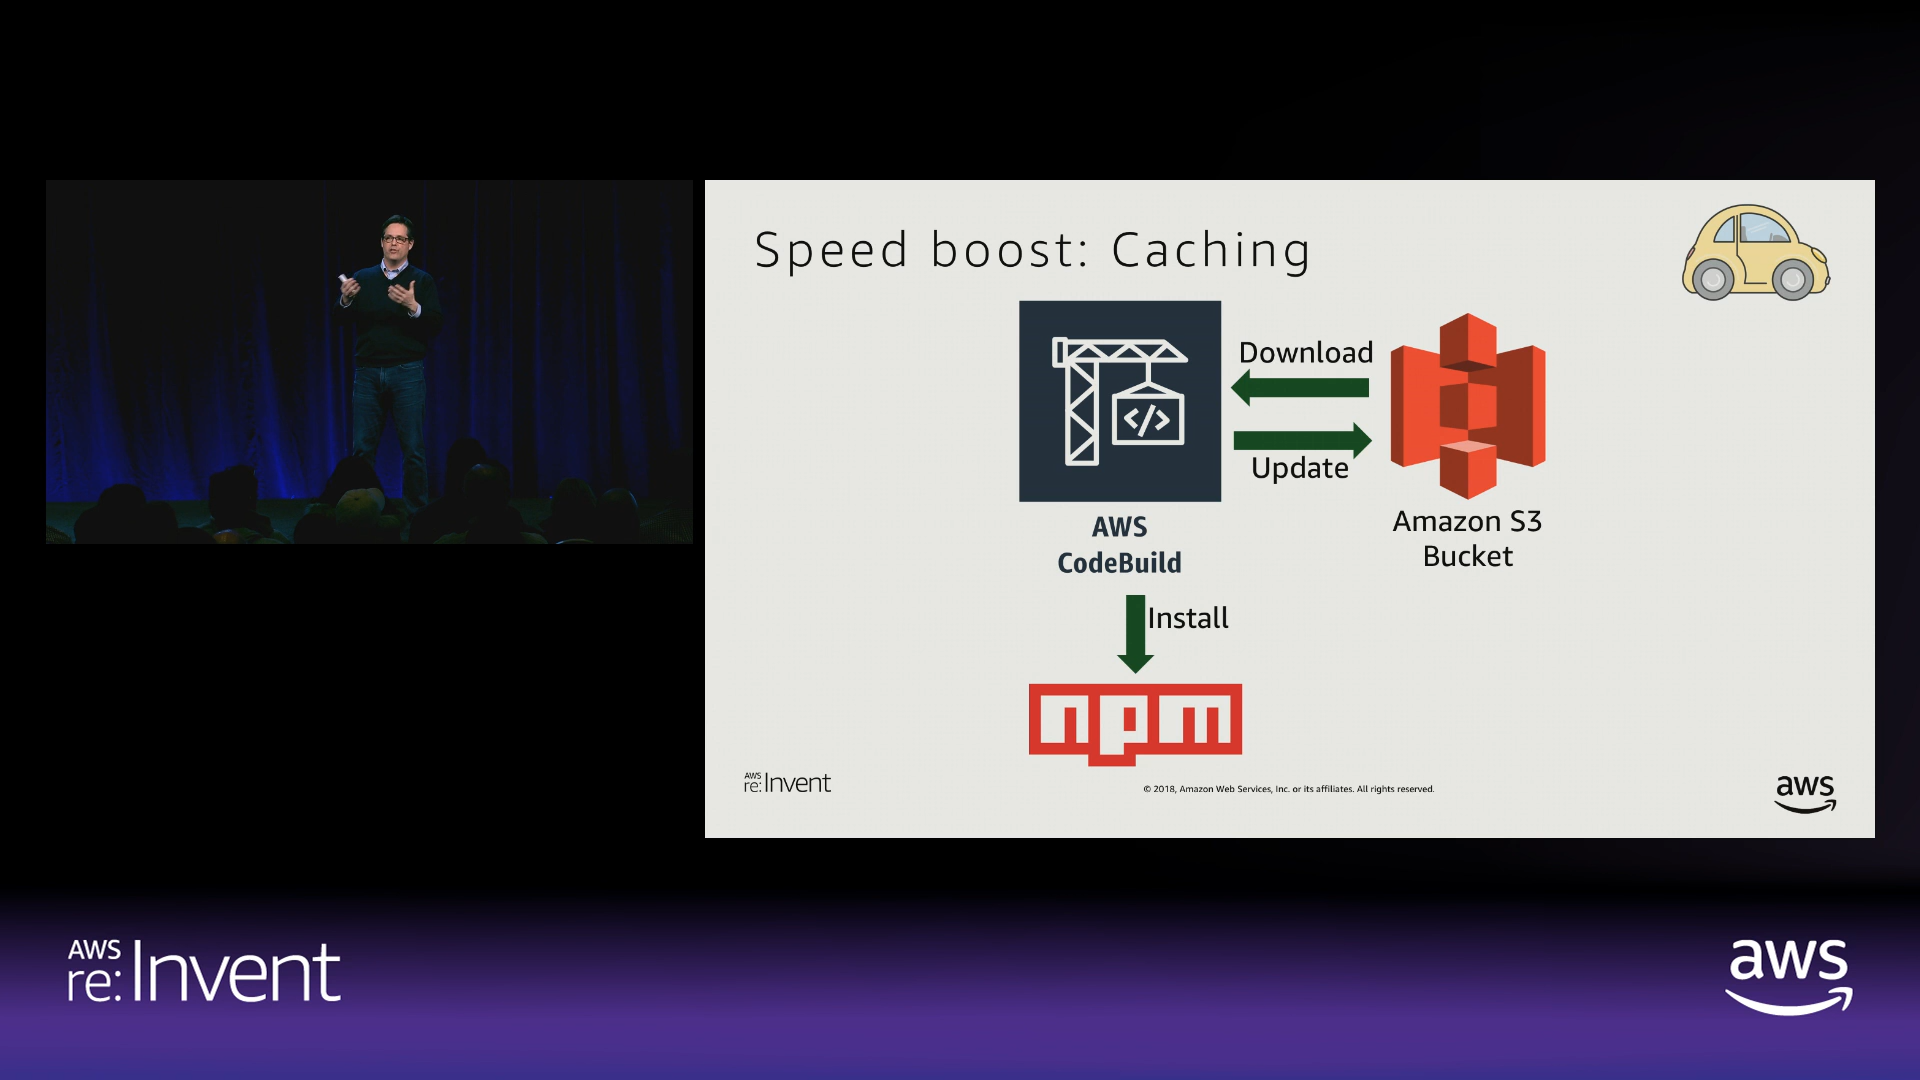 Speed boost: Caching
Download
Update
</>
AWS
CodeBuild
Amazon S3
Bucket
Install
npm
AWS
re:Invent
© 2018, Amazon Web Services, Inc. or its affiliates. All rights reserved.
aws
AWS
re:Invent
aws